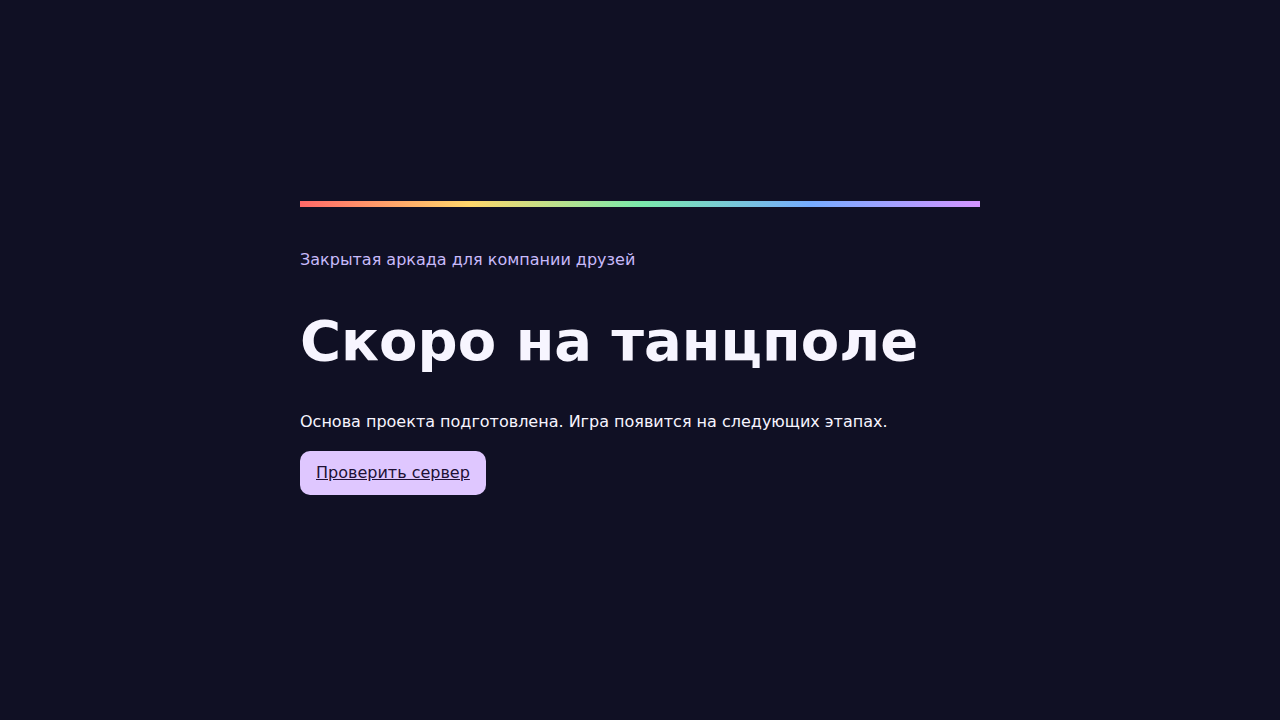 Закрытая аркада для компании друзей
Скоро на танцполе
Основа проекта подготовлена. Игра появится на следующих этапах.
Проверить сервер